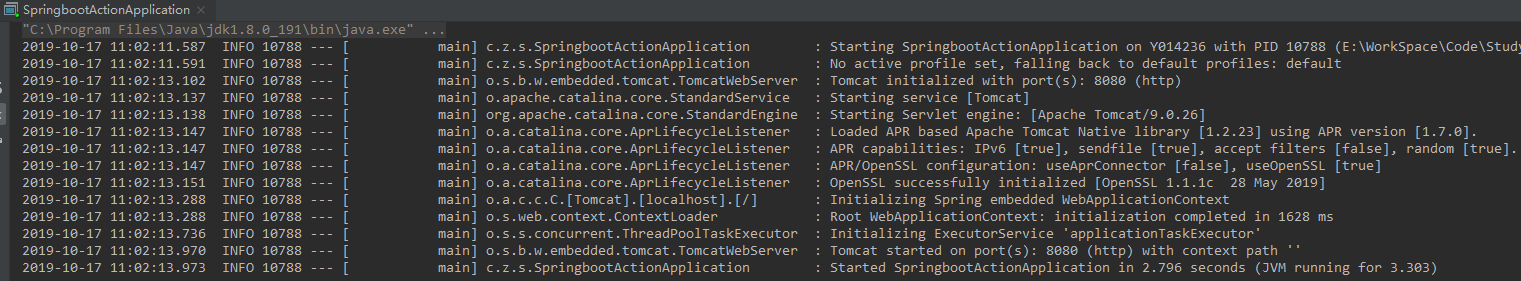 SpringbootActionApplication
"C:\Program Files\Java\jdk1.8.0_191\bin\java.exe" ...
2019-10-17 11:02:11.587  INFO 10788 --- [           main] c.z.s.SpringbootActionApplication        : Starting SpringbootActionApplication on Y014236 with PID 10788 (E:\WorkSpace\Code\Study
2019-10-17 11:02:11.591  INFO 10788 --- [           main] c.z.s.SpringbootActionApplication        : No active profile set, falling back to default profiles: default
2019-10-17 11:02:13.102  INFO 10788 --- [           main] o.s.b.w.embedded.tomcat.TomcatWebServer  : Tomcat initialized with port(s): 8080 (http)
2019-10-17 11:02:13.137  INFO 10788 --- [           main] o.apache.catalina.core.StandardService   : Starting service [Tomcat]
2019-10-17 11:02:13.138  INFO 10788 --- [           main] org.apache.catalina.core.StandardEngine  : Starting Servlet engine: [Apache Tomcat/9.0.26]
2019-10-17 11:02:13.147  INFO 10788 --- [           main] o.a.catalina.core.AprLifecycleListener   : Loaded APR based Apache Tomcat Native library [1.2.23] using APR version [1.7.0].
2019-10-17 11:02:13.147  INFO 10788 --- [           main] o.a.catalina.core.AprLifecycleListener   : APR capabilities: IPv6 [true], sendfile [true], accept filters [false], random [true].
2019-10-17 11:02:13.147  INFO 10788 --- [           main] o.a.catalina.core.AprLifecycleListener   : APR/OpenSSL configuration: useAprConnector [false], useOpenSSL [true]
2019-10-17 11:02:13.151  INFO 10788 --- [           main] o.a.catalina.core.AprLifecycleListener   : OpenSSL successfully initialized [OpenSSL 1.1.1c  28 May 2019]
2019-10-17 11:02:13.288  INFO 10788 --- [           main] o.a.c.c.C.[Tomcat].[localhost].[/]       : Initializing Spring embedded WebApplicationContext
2019-10-17 11:02:13.288  INFO 10788 --- [           main] o.s.web.context.ContextLoader            : Root WebApplicationContext: initialization completed in 1628 ms
2019-10-17 11:02:13.736  INFO 10788 --- [           main] o.s.s.concurrent.ThreadPoolTaskExecutor  : Initializing ExecutorService 'applicationTaskExecutor'
2019-10-17 11:02:13.970  INFO 10788 --- [           main] o.s.b.w.embedded.tomcat.TomcatWebServer  : Tomcat started on port(s): 8080 (http) with context path ''
2019-10-17 11:02:13.973  INFO 10788 --- [           main] c.z.s.SpringbootActionApplication        : Started SpringbootActionApplication in 2.796 seconds (JVM running for 3.303)